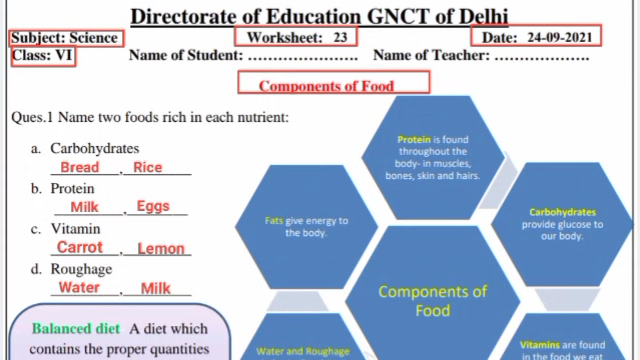 Directorate of Education GNCT of Delhi
Subject: Science Worksheet: 23 Date: 24-09-2021
Class: VI Name of Student: …………………. Name of Teacher: ……………….
Components of Food
Ques.1 Name two foods rich in each nutrient:
a. Carbohydrates
Bread , Rice
b. Protein
Milk , Eggs
c. Vitamin
Carrot , Lemon
d. Roughage
Water , Milk
Balanced diet A diet which
contains the proper quantities
Protein is found
throughout the
body- in muscles,
bones, skin and hairs.
Fats give energy to
the body.
Carbohydrates
provide glucose to
our body.
Components of
Food
Water and Roughage
Vitamins are found
in the food we eat